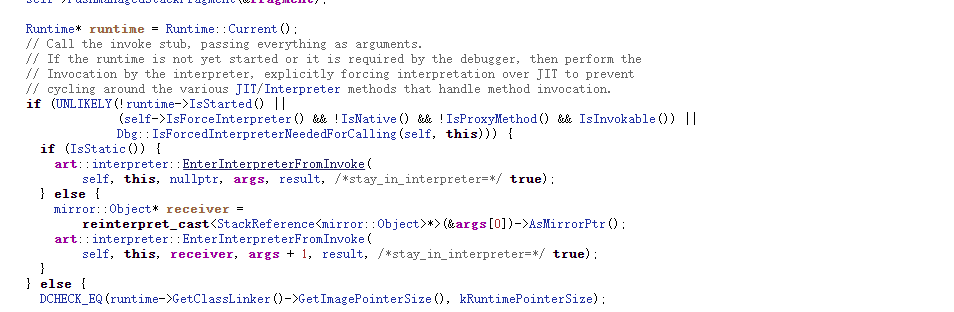 self->PushManagedStackFragment(&fragment);
Runtime* runtime = Runtime::Current();
// Call the invoke stub, passing everything as arguments.
// If the runtime is not yet started or it is required by the debugger, then perform the
// Invocation by the interpreter, explicitly forcing interpretation over JIT to prevent
// cycling around the various JIT/Interpreter methods that handle method invocation.
if (UNLIKELY(!runtime->IsStarted() ||
(self->IsForceInterpreter() && !IsNative() && !IsProxyMethod() && IsInvokable()) ||
Dbg::IsForcedInterpreterNeededForCalling(self, this))) {
if (IsStatic()) {
art::interpreter::EnterInterpreterFromInvoke(
self, this, nullptr, args, result, /*stay_in_interpreter=*/ true);
} else {
mirror::Object* receiver =
reinterpret_cast<StackReference<mirror::Object>*>(&args[0])->AsMirrorPtr();
art::interpreter::EnterInterpreterFromInvoke(
self, this, receiver, args + 1, result, /*stay_in_interpreter=*/ true);
}
} else {
DCHECK_EQ(runtime->GetClassLinker()->GetImagePointerSize(), kRuntimePointerSize);